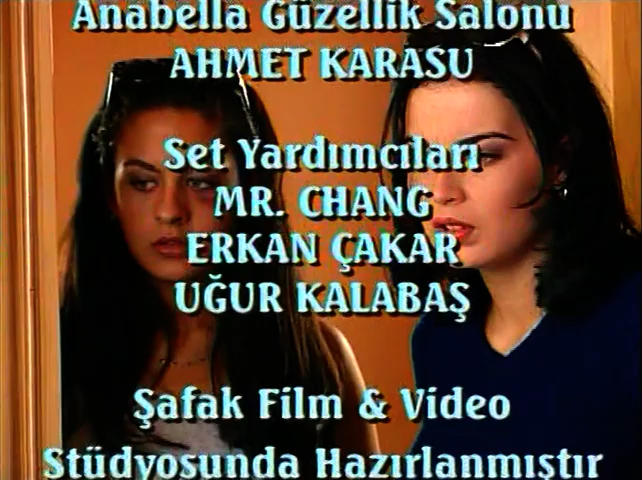 Anabella Güzellik Salonu
AHMET KARASU
Set Yardımcıları
MR. CHANG
ERKAN ÇAKAR
UĞUR KALABAŞ
Şafak Film & Video
Stüdyosunda Hazırlanmıştır